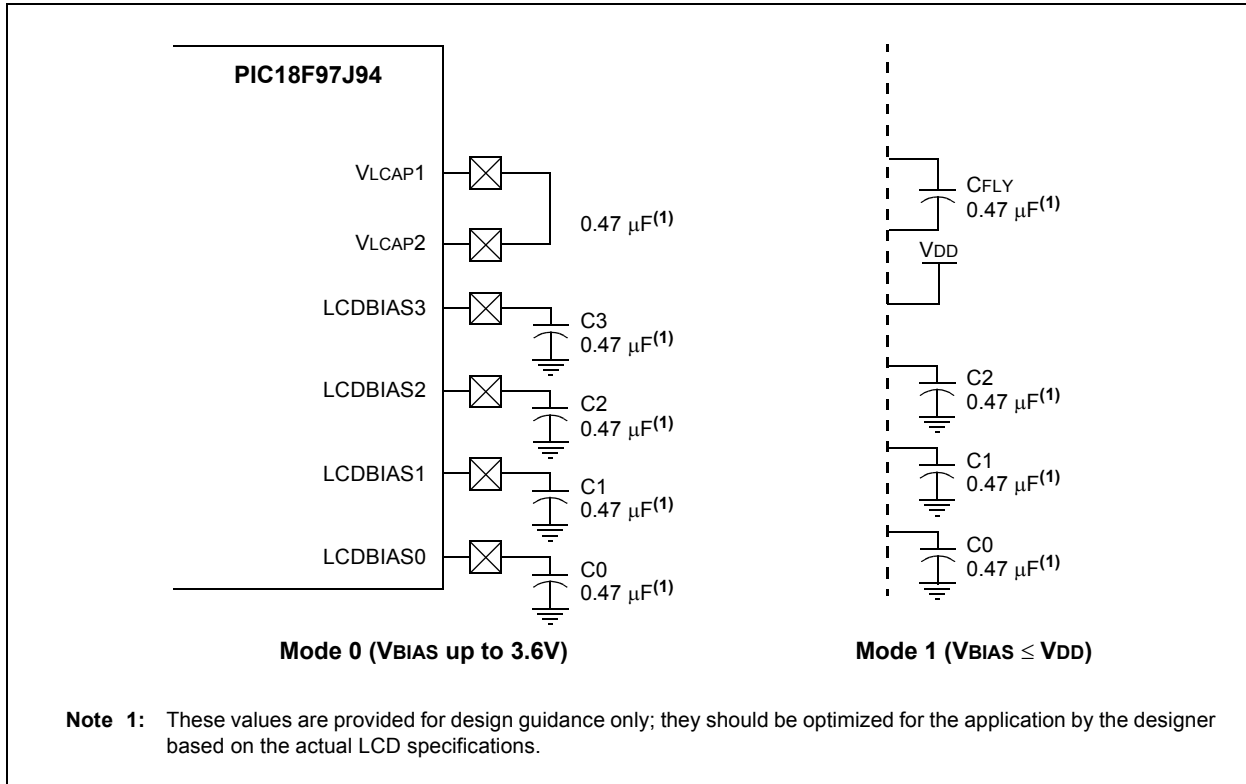 PIC18F97J94
VLCAP1
0.47 μF(1)
VLCAP2
LCDBIAS3
C3
0.47 μF(1)
LCDBIAS2
C2
0.47 μF(1)
LCDBIAS1
C1
0.47 μF(1)
LCDBIAS0
C0
0.47 μF(1)
Mode 0 (VBIAS up to 3.6V)
CFLY
0.47 μF(1)
VDD
C2
0.47 μF(1)
C1
0.47 μF(1)
C0
0.47 μF(1)
Mode 1 (VBIAS ≤ VDD)
Note 1: These values are provided for design guidance only; they should be optimized for the application by the designer
based on the actual LCD specifications.